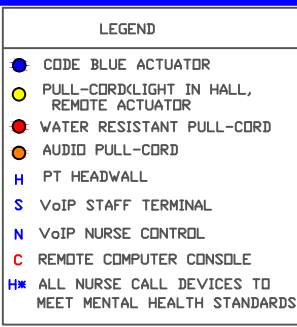 LEGEND
CODE BLUE ACTUATOR
PULL-CORD<LIGHT IN HALL,
REMOTE ACTUATOR
WATER RESISTANT PULL-CORD
AUDIO PULL-CORD
H PT HEADWALL
S VoIP STAFF TERMINAL
N VoIP NURSE CONTROL
C REMOTE COMPUTER CONSOLE
H* ALL NURSE CALL DEVICES TO
MEET MENTAL HEALTH STANDARDS